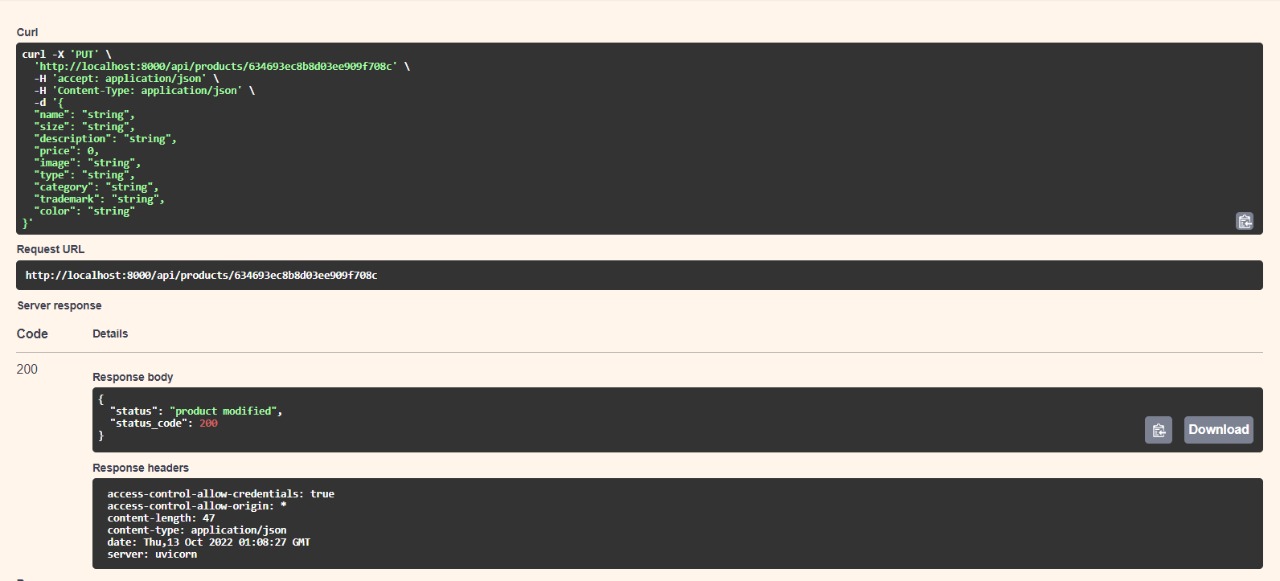 Curl
curl -X 'PUT' \
'http://localhost:8000/api/products/634693ec8b8d03ee909f708c' \
-H 'accept: application/json' \
-H 'Content-Type: application/json' \
-d '{
"name": "string",
"size": "string",
"description": "string",
"price": 0,
"image": "string",
"type": "string",
"category": "string",
"trademark": "string",
"color": "string"
}'
Request URL
http://localhost:8000/api/products/634693ec8b8d03ee909f708c
Server response
Code Details
200
Response body
{
"status": "product modified",
"status_code": 200
}
Download
Response headers
access-control-allow-credentials: true
access-control-allow-origin: *
content-length: 47
content-type: application/json
date: Thu,13 Oct 2022 01:08:27 GMT
server: uvicorn